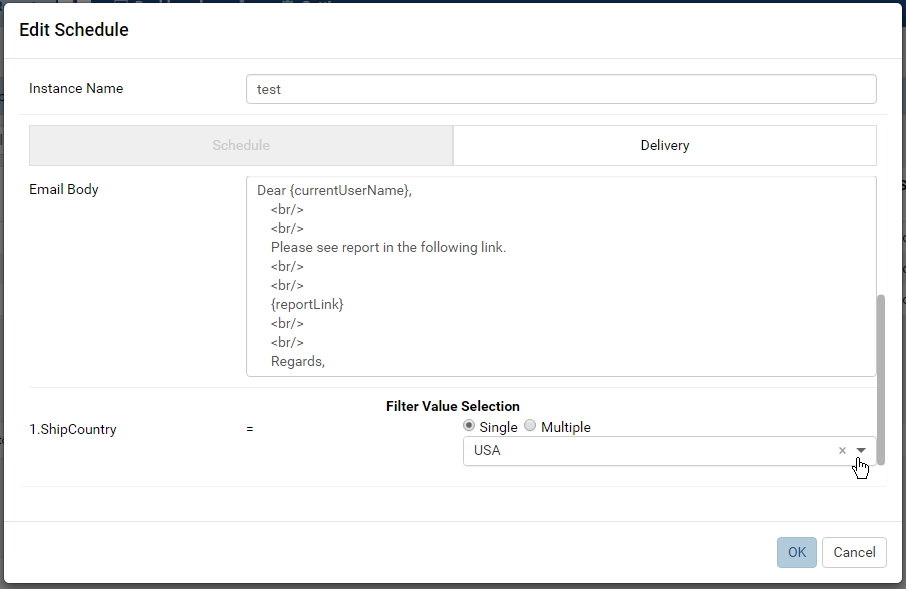 Edit Schedule
Instance Name
test
Schedule
Delivery
Email Body
Dear {currentUserName},
<br/>
<br/>
Please see report in the following link.
<br/>
<br/>
{reportLink}
<br/>
<br/>
Regards,
Filter Value Selection
1.ShipCountry
=
Single Multiple
USA ×
OK Cancel